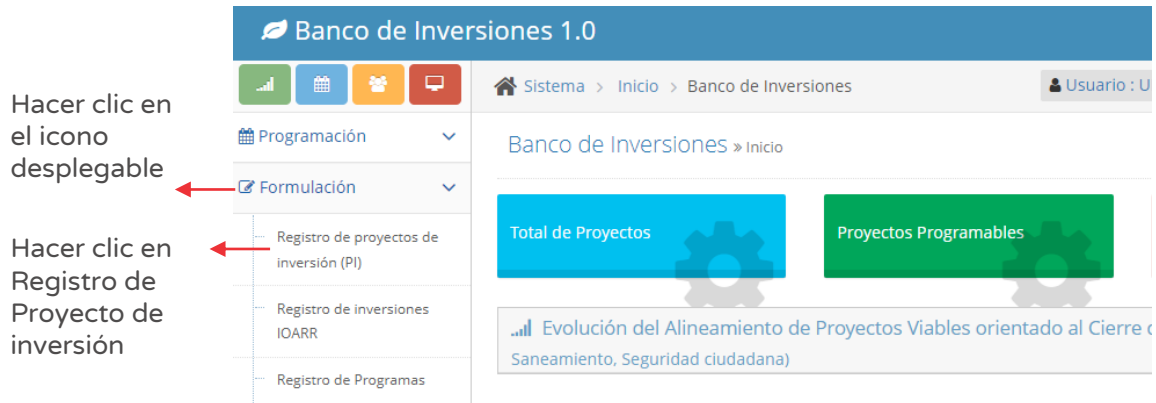 Banco de Inversiones 1.0
Hacer clic en
el icono
desplegable
Hacer clic en
Registro de
Proyecto de
inversión
Programación
Formulación
Registro de proyectos de
inversión (PI)
Registro de inversiones
IOARR
Registro de Programas
Sistema > Inicio > Banco de Inversiones
Usuario : U
Banco de Inversiones » Inicio
Total de Proyectos
Proyectos Programables
Evolución del Alineamiento de Proyectos Viables orientado al Cierre
Saneamiento, Seguridad ciudadana)